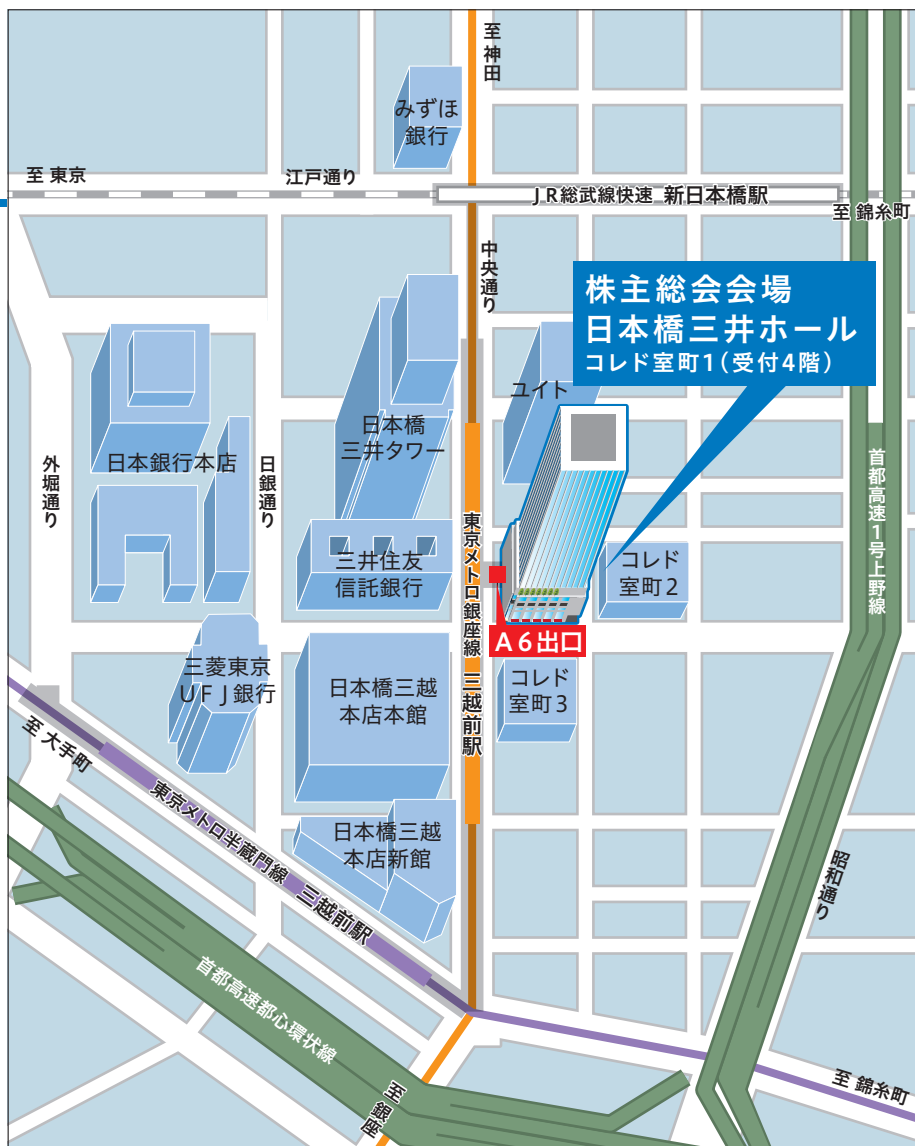 至 神田
みずほ
銀行
至 東京
江戸通り
JR総武線快速 新日本橋駅
至 錦糸町
中央通り
株主総会会場
日本橋三井ホール
コレド室町1(受付4階)
ユイト
日本橋
三井タワー
日本銀行本店
外堀通り
日銀通り
首都高速1号上野線
東京メトロ銀座線 三越前駅
三井住友
信託銀行
コレド
室町2
A6出口
三菱東京
UFJ銀行
日本橋三越
本店本館
コレド
室町3
至 大手町
東京メトロ半蔵門線 三越前駅
日本橋三越
本店新館
昭和通り
首都高速都心環状線
至 銀座
至 錦糸町